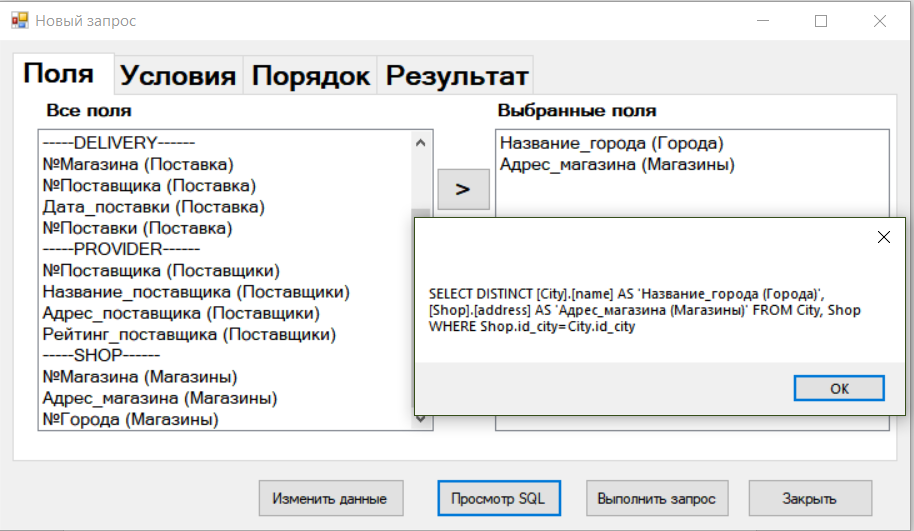 Новый запрос
Поля Условия Порядок Результат
Все поля
-----DELIVERY------
№Магазина (Поставка)
№Поставщика (Поставка)
Дата_поставки (Поставка)
№Поставки (Поставка)
-----PROVIDER------
№Поставщика (Поставщики)
Название_поставщика (Поставщики)
Адрес_поставщика (Поставщики)
Рейтинг_поставщика (Поставщики)
-----SHOP------
№Магазина (Магазины)
Адрес_магазина (Магазины)
№Города (Магазины)
>
Выбранные поля
Название_города (Города)
Адрес_магазина (Магазины)
SELECT DISTINCT [City].[name] AS 'Название_города (Города)',
[Shop].[address] AS 'Адрес_магазина (Магазины)' FROM City, Shop
WHERE Shop.id_city=City.id_city
OK
Изменить данные Просмотр SQL Выполнить запрос Закрыть